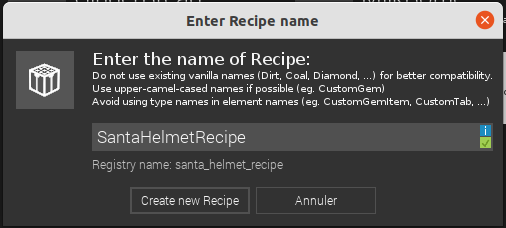 Enter Recipe name
Enter the name of Recipe:
Do not use existing vanilla names (Dirt, Coal, Diamond, ...) for better compatibility.
Use upper-camel-cased names if possible (eg. CustomGem)
Avoid using type names in element names (eg. CustomGemItem, CustomTab, ...)
SantaHelmetRecipe
Registry name: santa_helmet_recipe
Create new Recipe
Annuler